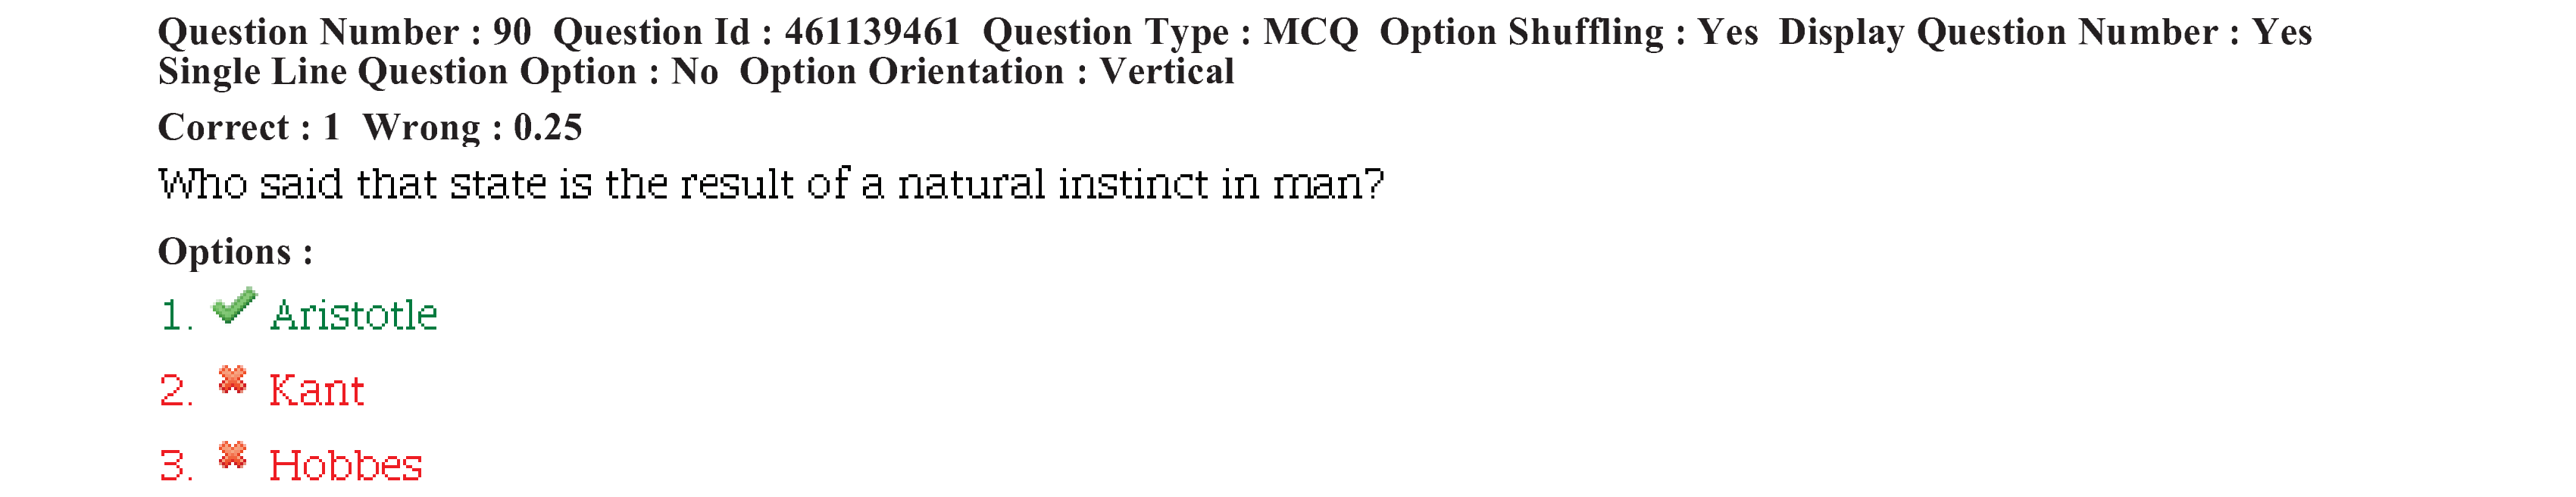 Question Number : 90 Question Id : 461139461 Question Type : MCQ Option Shuffling : Yes Display Question Number : Yes
Single Line Question Option : No Option Orientation : Vertical
Correct : 1 Wrong : 0.25
Who said that state is the result of a natural instinct in man?
Options :
1. Aristotle
2. Kant
3. Hobbes